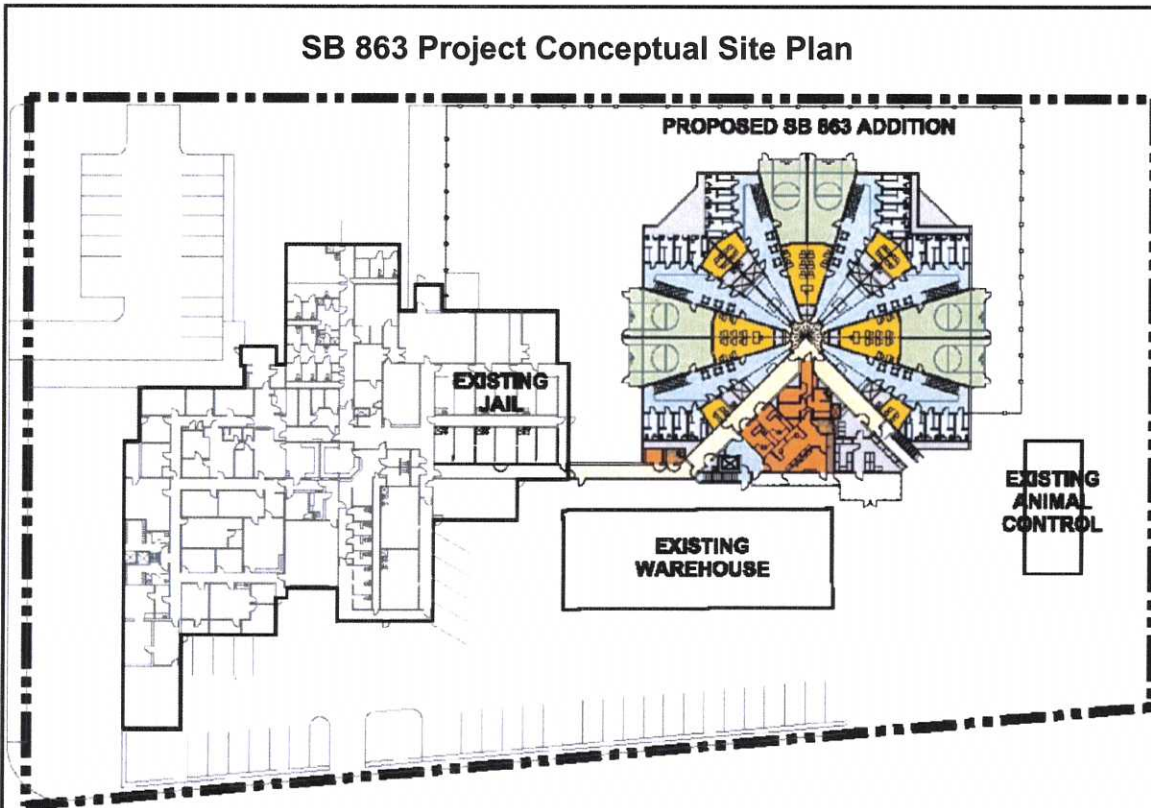 SB 863 Project Conceptual Site Plan
PROPOSED SB 863 ADDITION
EXISTING
JAIL
EXISTING
WAREHOUSE
EXISTING
ANIMAL
CONTROL